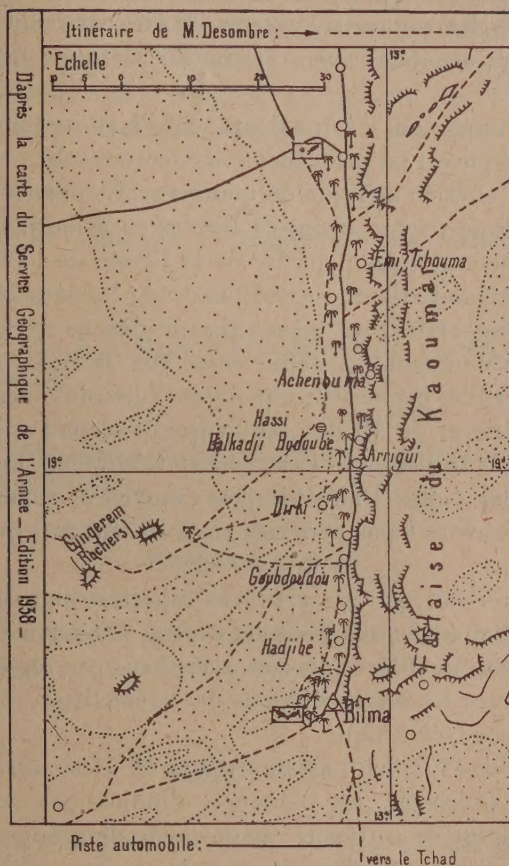 Itinéraire de M. Desombre :
Echelle
13°
30
Emi Tchouma
Achenouma
Hassi
Balkadji Bodoube
Arrigui
19°
19°
Dirki
Gingerem
(Rochers)
Goubdoudou
Hadjibe
Bilma
Falaise du Kaouman
13°
Piste automobile :
vers le Tchad
D'après la carte du Service Géographique de l'Armée _ Edition 1938 _